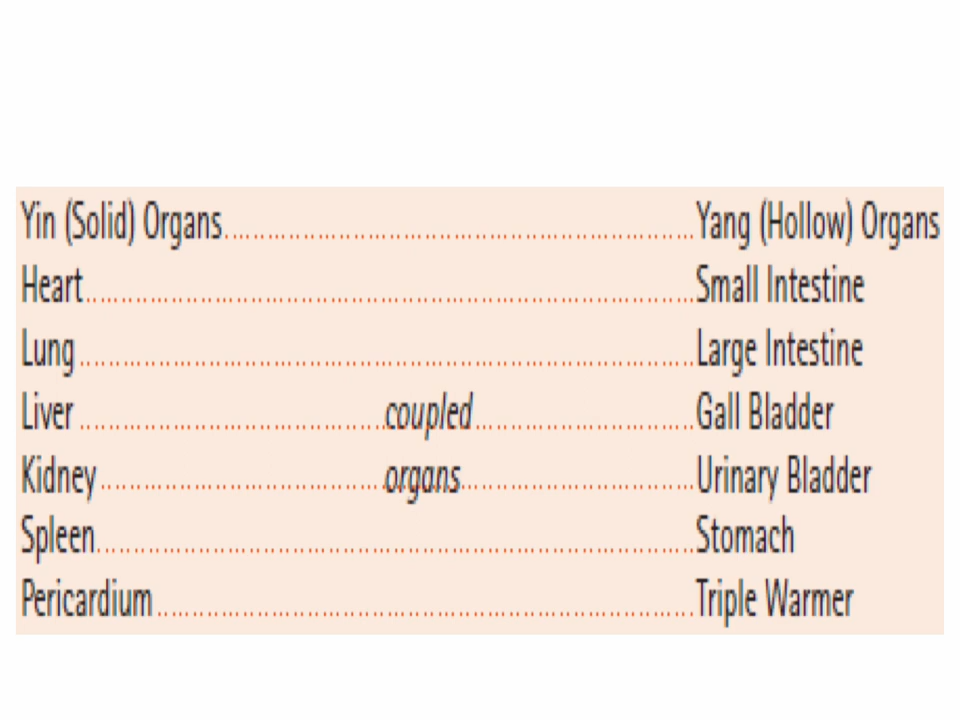 Yin (Solid) Organs..........Yang (Hollow) Organs
Heart..........Small Intestine
Lung..........Large Intestine
Liver..........coupled..........Gall Bladder
Kidney..........organs..........Urinary Bladder
Spleen..........Stomach
Pericardium..........Triple Warmer